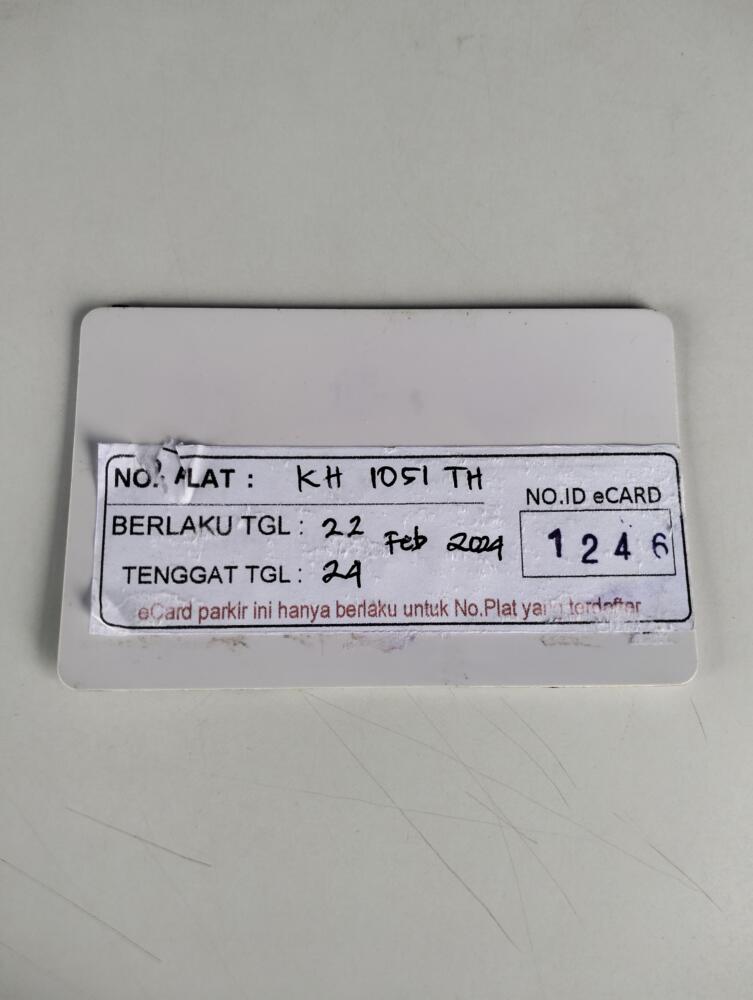 NO. PLAT : KH 1051 TH
NO.ID eCARD
BERLAKU TGL : 22 Feb 2024
1246
TENGGAT TGL : 24
eCard parkir ini hanya berlaku untuk No.Plat yang terdaftar